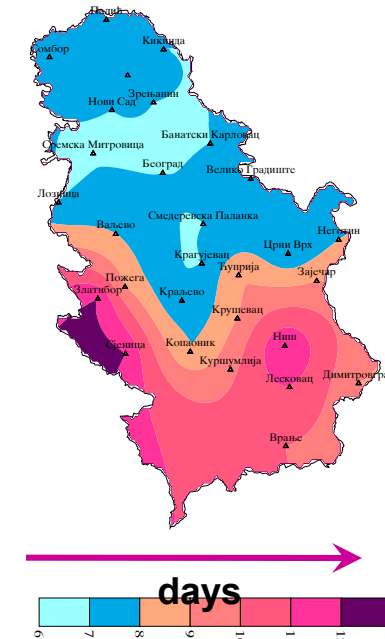 Палић
Кикинда
Сомбор
Зрењанин
Нови Сад
Банатски Карловац
Сремска Митровица
Београд
Велико Градиште
Лозница
Смедеревска Паланка
Ваљево
Неготин
Црни Врх
Крагујевац
Ћуприја
Зајечар
Пожега
Златибор
Краљево
Крушевац
Ниш
Сјеница
Копаоник
Куршумлија
Лесковац
Димитровгра
Врање
days
6 7 8 9